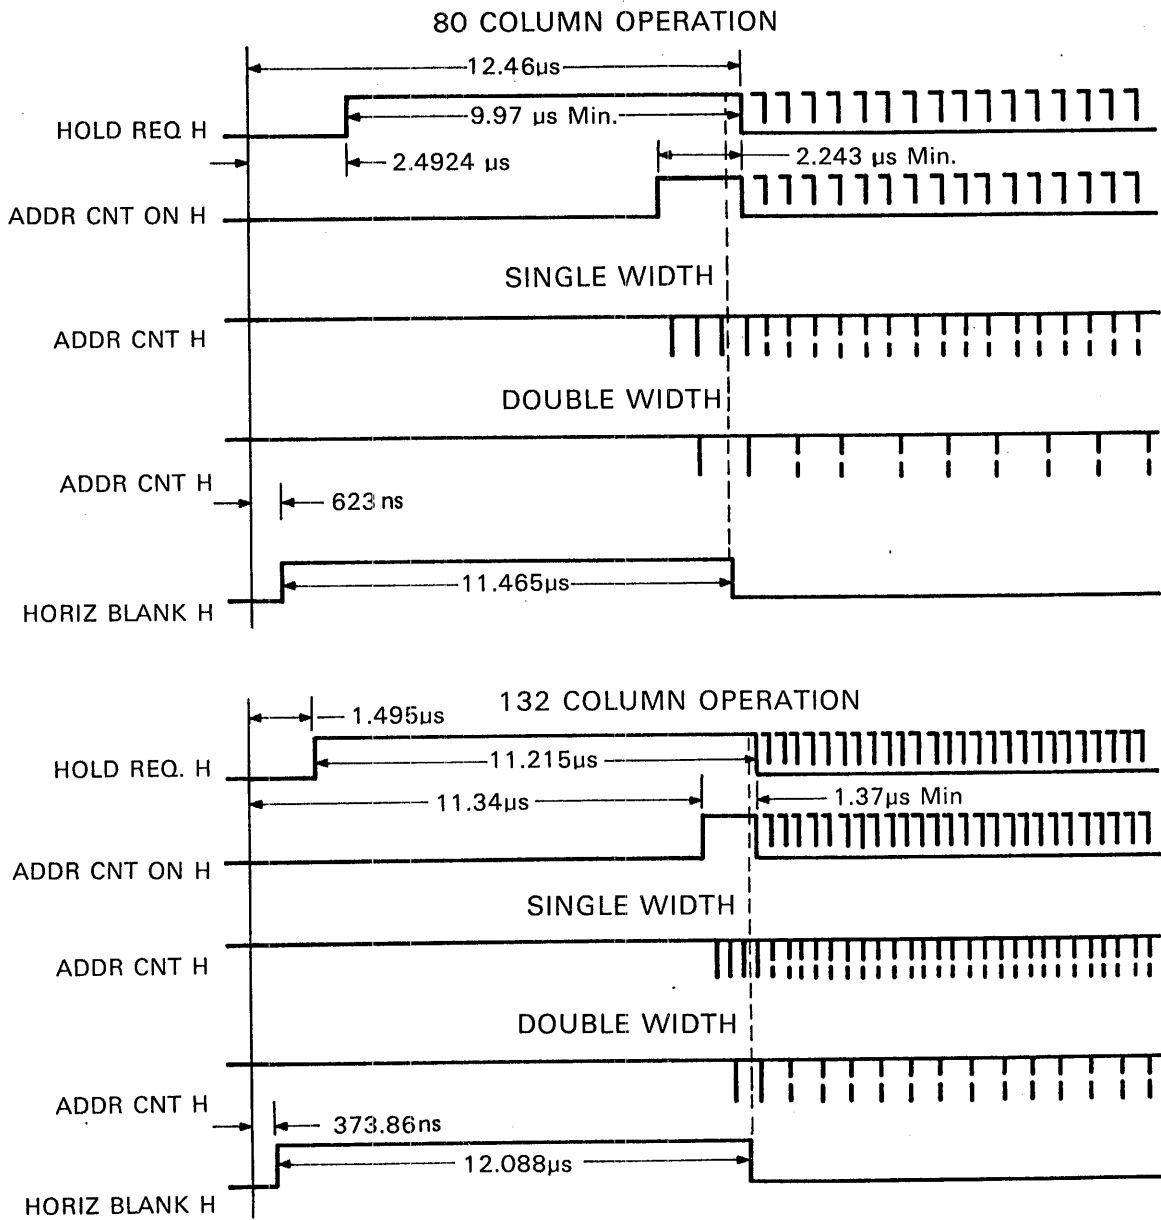 80 COLUMN OPERATION
12.46µs
HOLD REQ H
9.97 µs Min.
2.4924 µs
2.243 µs Min.
ADDR CNT ON H
SINGLE WIDTH
ADDR CNT H
DOUBLE WIDTH
ADDR CNT H
623 ns
11.465µs
HORIZ BLANK H
132 COLUMN OPERATION
1.495µs
HOLD REQ. H
11.215µs
11.34µs
1.37µs Min
ADDR CNT ON H
SINGLE WIDTH
ADDR CNT H
DOUBLE WIDTH
ADDR CNT H
373.86ns
12.088µs
HORIZ BLANK H